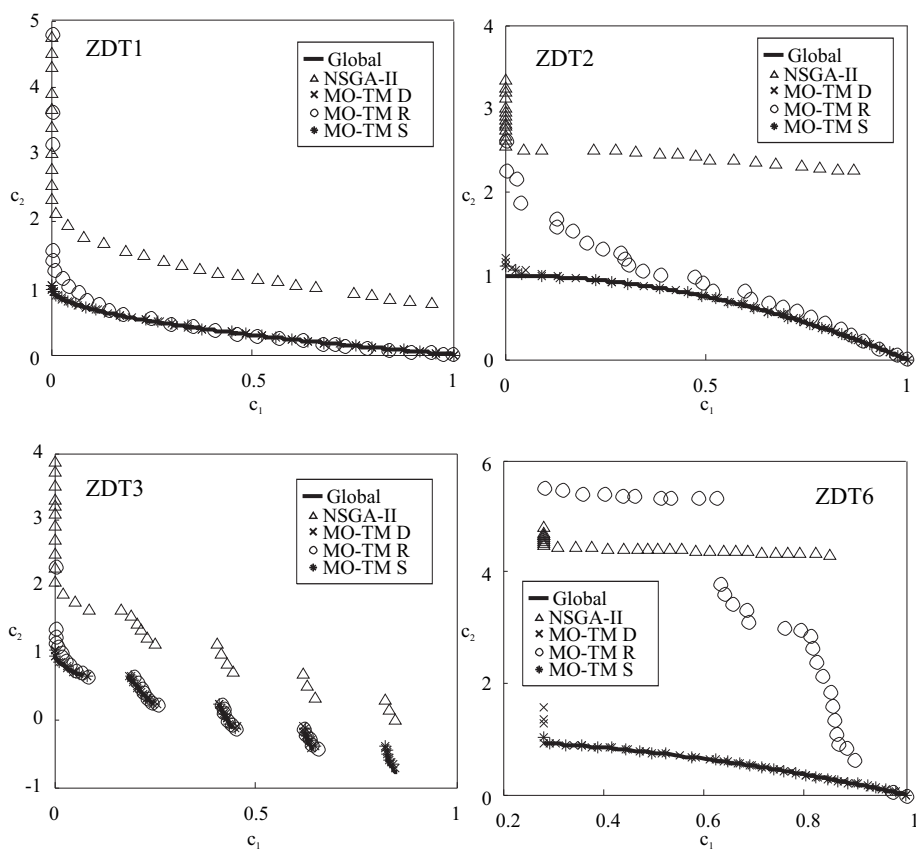 ZDT1
5
4
3
2
1
0
c2
0
0.5
1
c1
Global
NSGA-II
MO-TM D
MO-TM R
MO-TM S
ZDT2
4
3
2
1
0
c2
0
0.5
1
c1
Global
NSGA-II
MO-TM D
MO-TM R
MO-TM S
ZDT3
4
3
2
1
0
-1
c2
0
0.5
1
c1
Global
NSGA-II
MO-TM D
MO-TM R
MO-TM S
ZDT6
6
4
2
0
c2
0.2
0.4
0.6
0.8
1
c1
Global
NSGA-II
MO-TM D
MO-TM R
MO-TM S